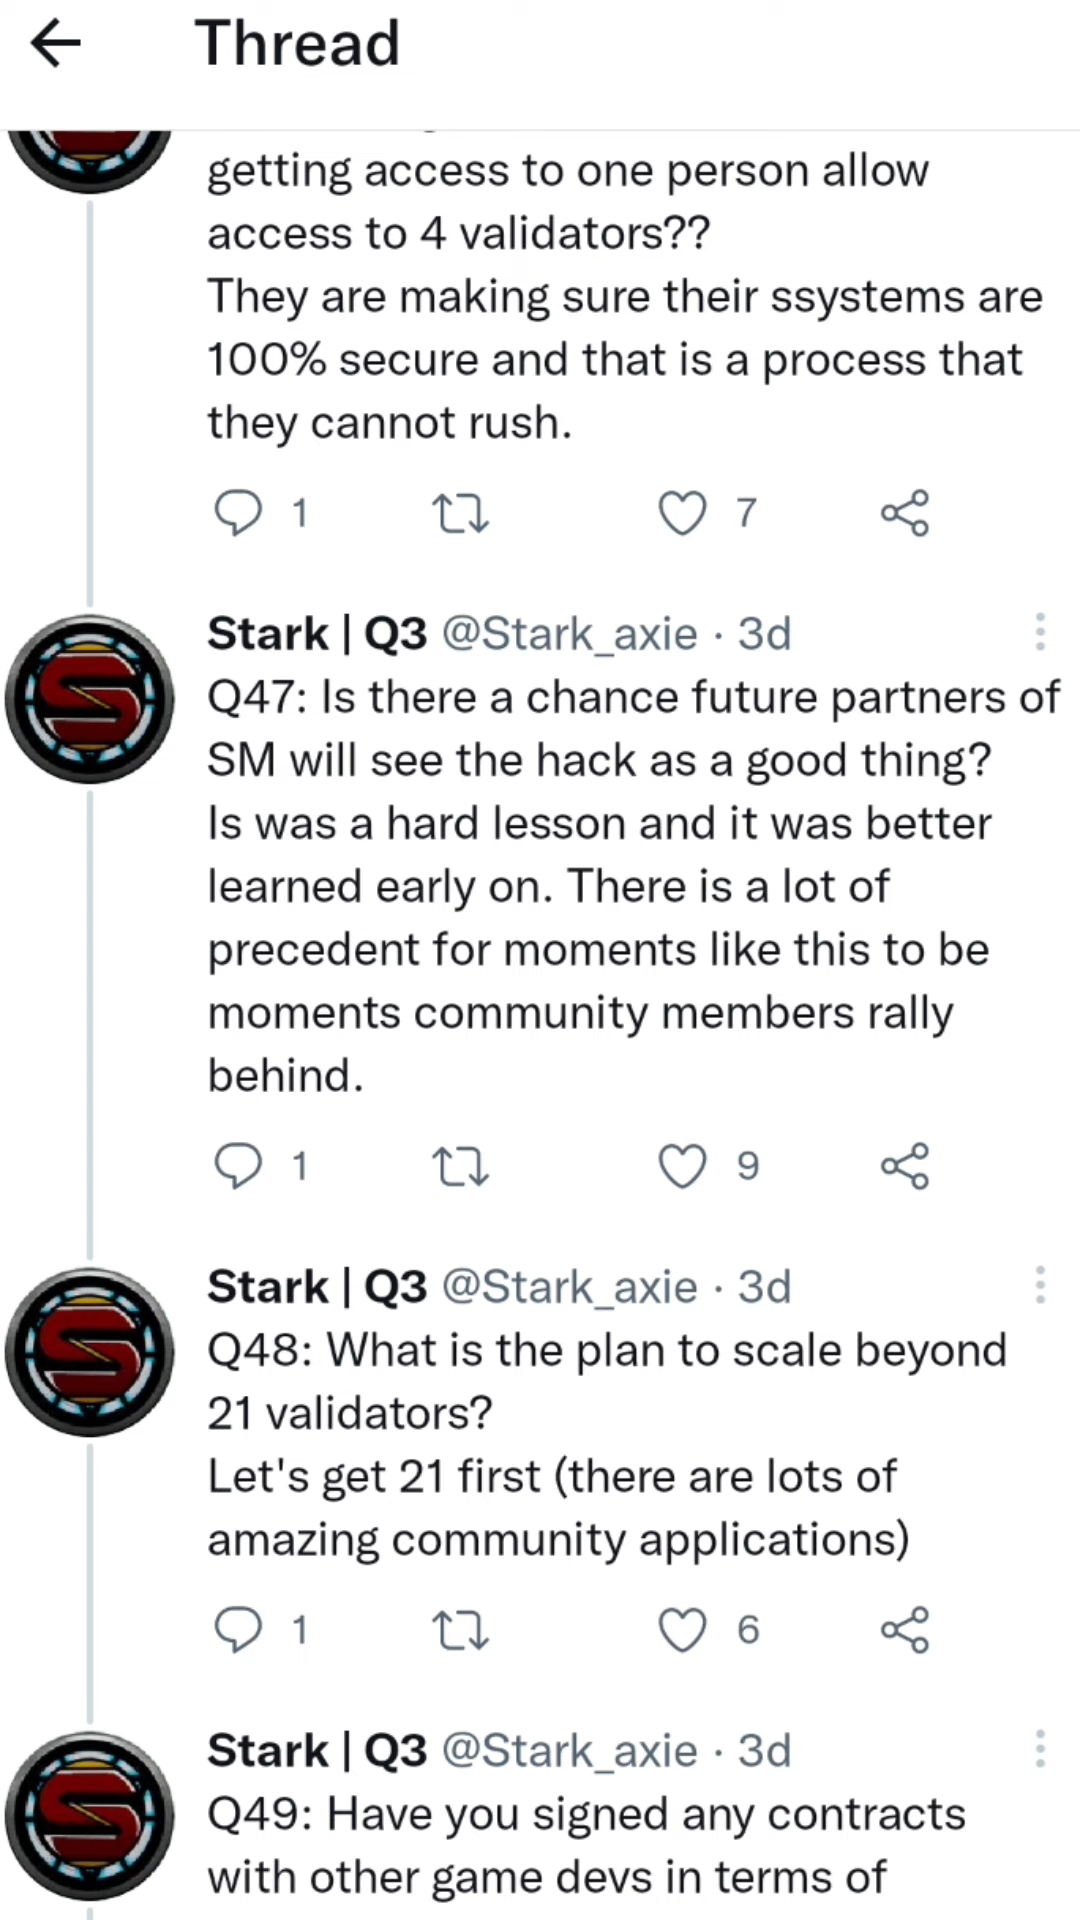 Thread
getting access to one person allow
access to 4 validators??
They are making sure their ssystems are
100% secure and that is a process that
they cannot rush.
1 7
Stark | Q3 @Stark_axie · 3d
Q47: Is there a chance future partners of
SM will see the hack as a good thing?
Is was a hard lesson and it was better
learned early on. There is a lot of
precedent for moments like this to be
moments community members rally
behind.
1 9
Stark | Q3 @Stark_axie · 3d
Q48: What is the plan to scale beyond
21 validators?
Let's get 21 first (there are lots of
amazing community applications)
1 6
Stark | Q3 @Stark_axie · 3d
Q49: Have you signed any contracts
with other game devs in terms of